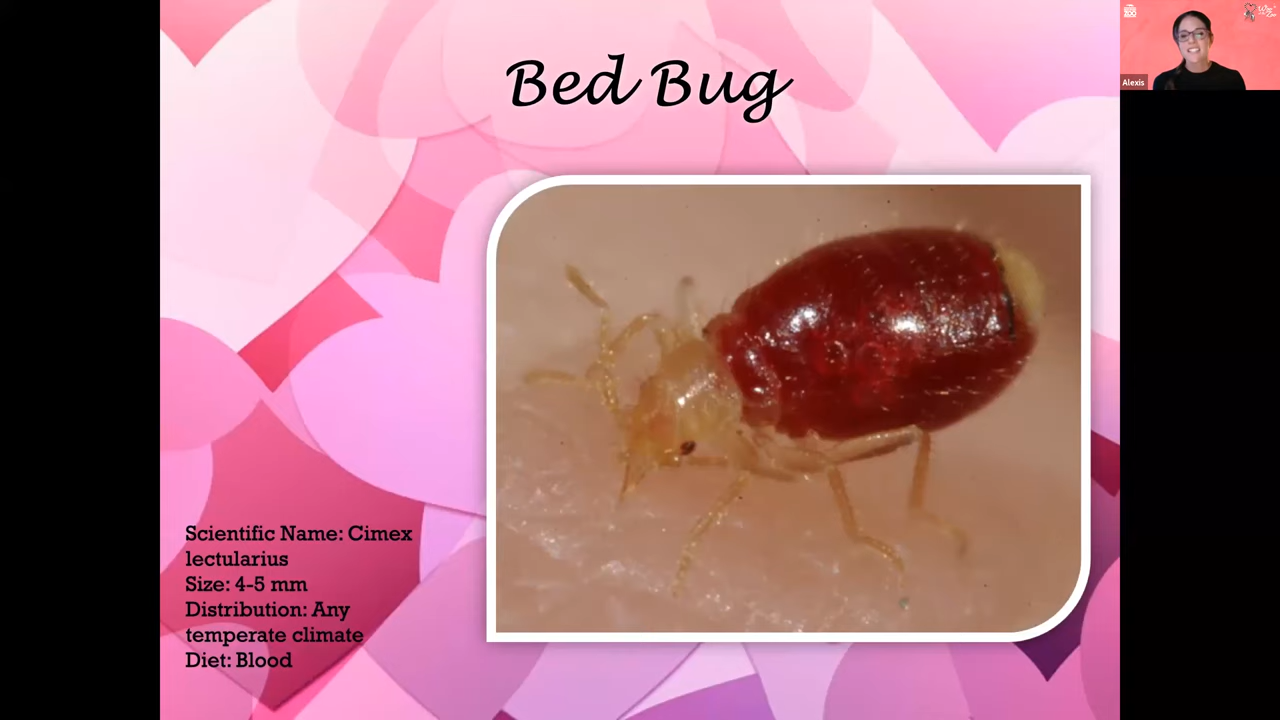 Bed Bug
Alexis
Scientific Name: Cimex
lectularius
Size: 4-5 mm
Distribution: Any
temperate climate
Diet: Blood